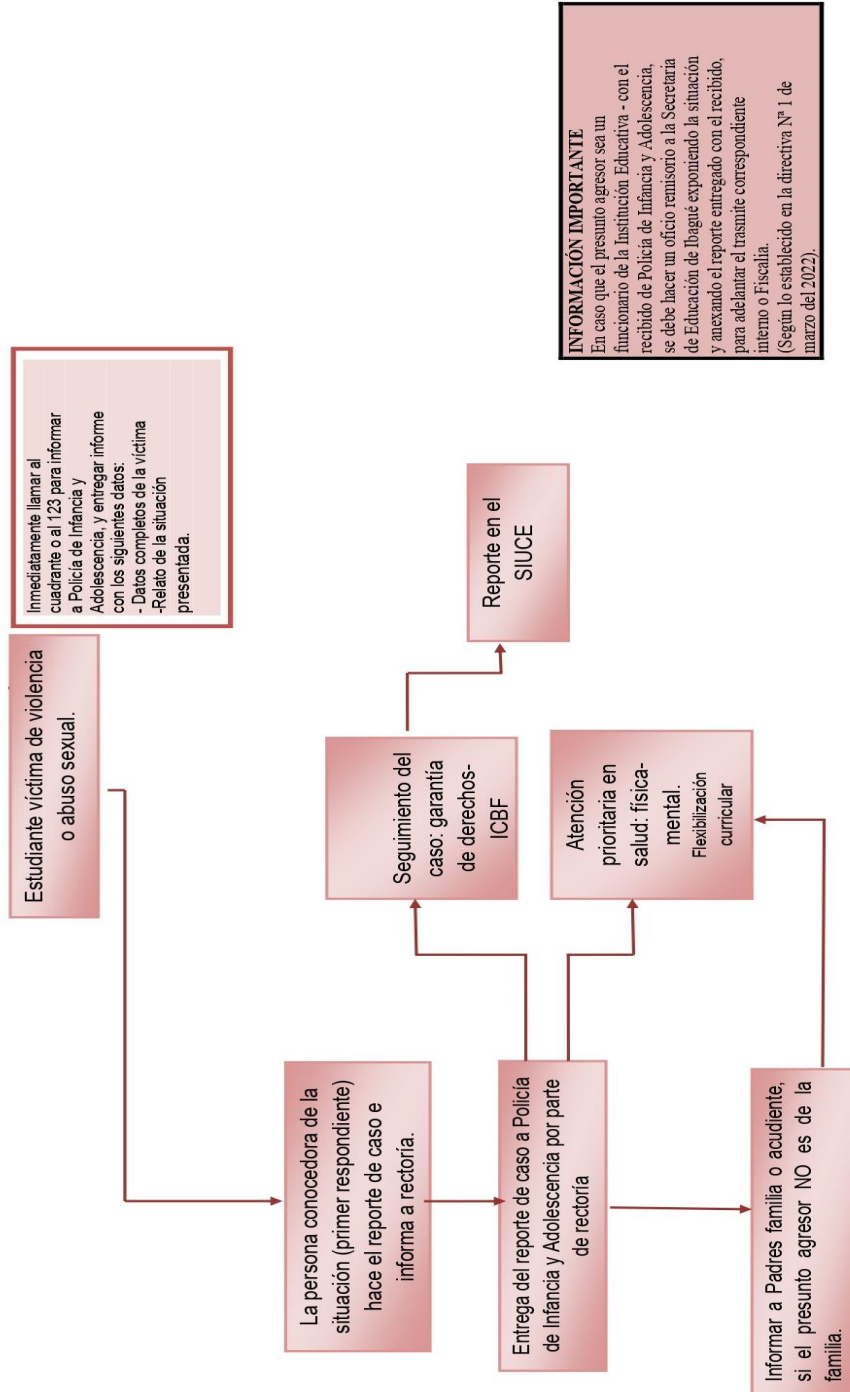 Estudiante víctima de violencia
o abuso sexual.
Inmediatamente llamar al
cuadrante o al 123 para informar
a Policía de Infancia y
Adolescencia, y entregar informe
con los siguientes datos:
- Datos completos de la víctima
-Relato de la situación
presentada.
La persona conocedora de la
situación (primer respondiente)
hace el reporte de caso e
informa a rectoría.
Entrega del reporte de caso a Policía
de Infancia y Adolescencia por parte
de rectoría
Informar a Padres familia o acudiente,
si el presunto agresor NO es de la
familia.
Seguimiento del
caso: garantía
de derechos-
ICBF
Atención
prioritaria en
salud: física-
mental.
Flexibilización
curricular
Reporte en el
SIUCE
INFORMACIÓN IMPORTANTE
En caso que el presunto agresor sea un
funcionario de la Institución Educativa - con el
recibido de Policía de Infancia y Adolescencia,
se debe hacer un oficio remisorio a la Secretaria
de Educación de Ibagué exponiendo la situación
y anexando el reporte entregado con el recibido,
para adelantar el trasmite correspondiente
interno o Fiscalia.
(Según lo establecido en la directiva Nª 1 de
marzo del 2022).